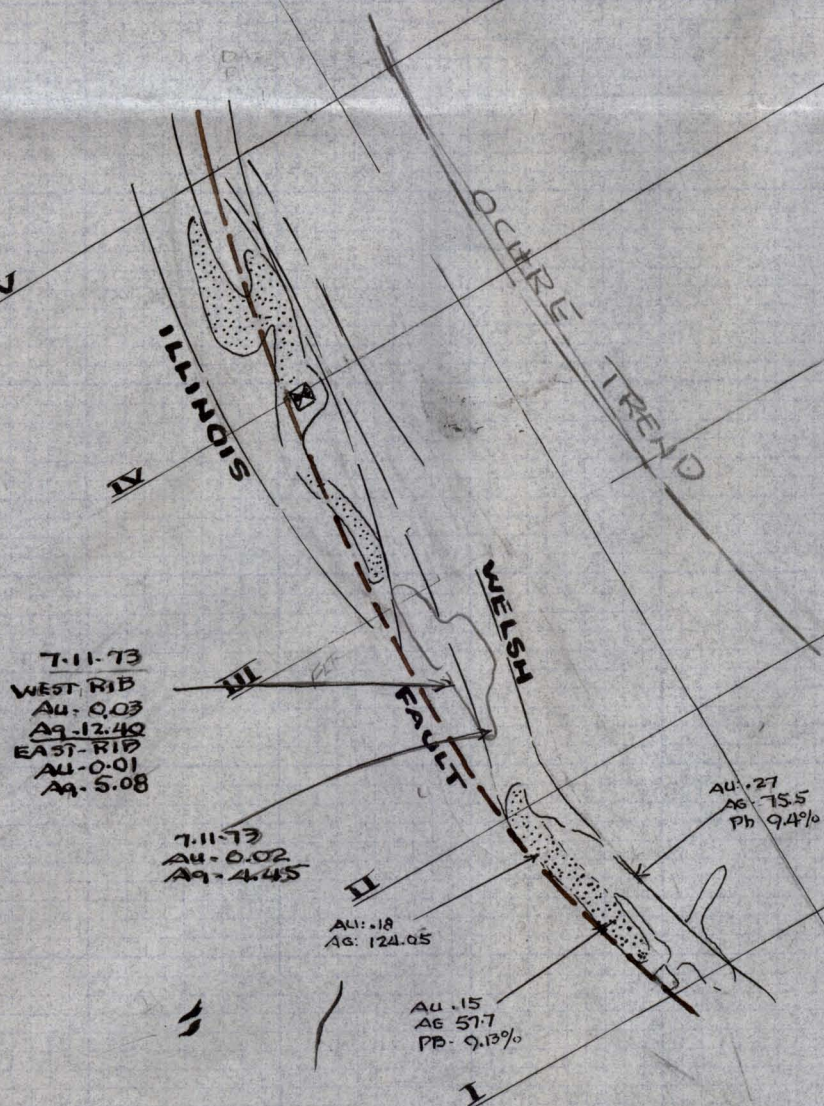 OCHRE TREND
V
ILLINOIS
IV
WELSH
7-11-73
WEST RIB
Au- 0.03
Ag-12.40
EAST-RIB
AU-0.01
Ag- 5.08
III
FAULT
7.11-73
Au- 0.02
Ag- 4.45
II
AU: .27
AG- 75.5
Pb 9.4%
AU: .18
AG: 124.05
AU .15
AG 57.7
PB- 9.13%
I